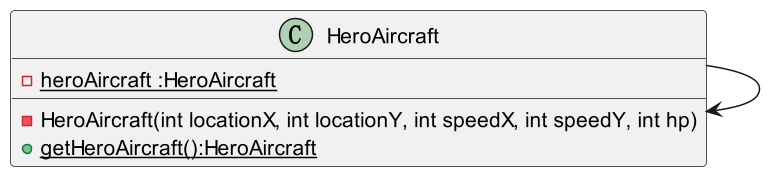 C HeroAircraft
heroAircraft :HeroAircraft
HeroAircraft(int locationX, int locationY, int speedX, int speedY, int hp)
getHeroAircraft():HeroAircraft